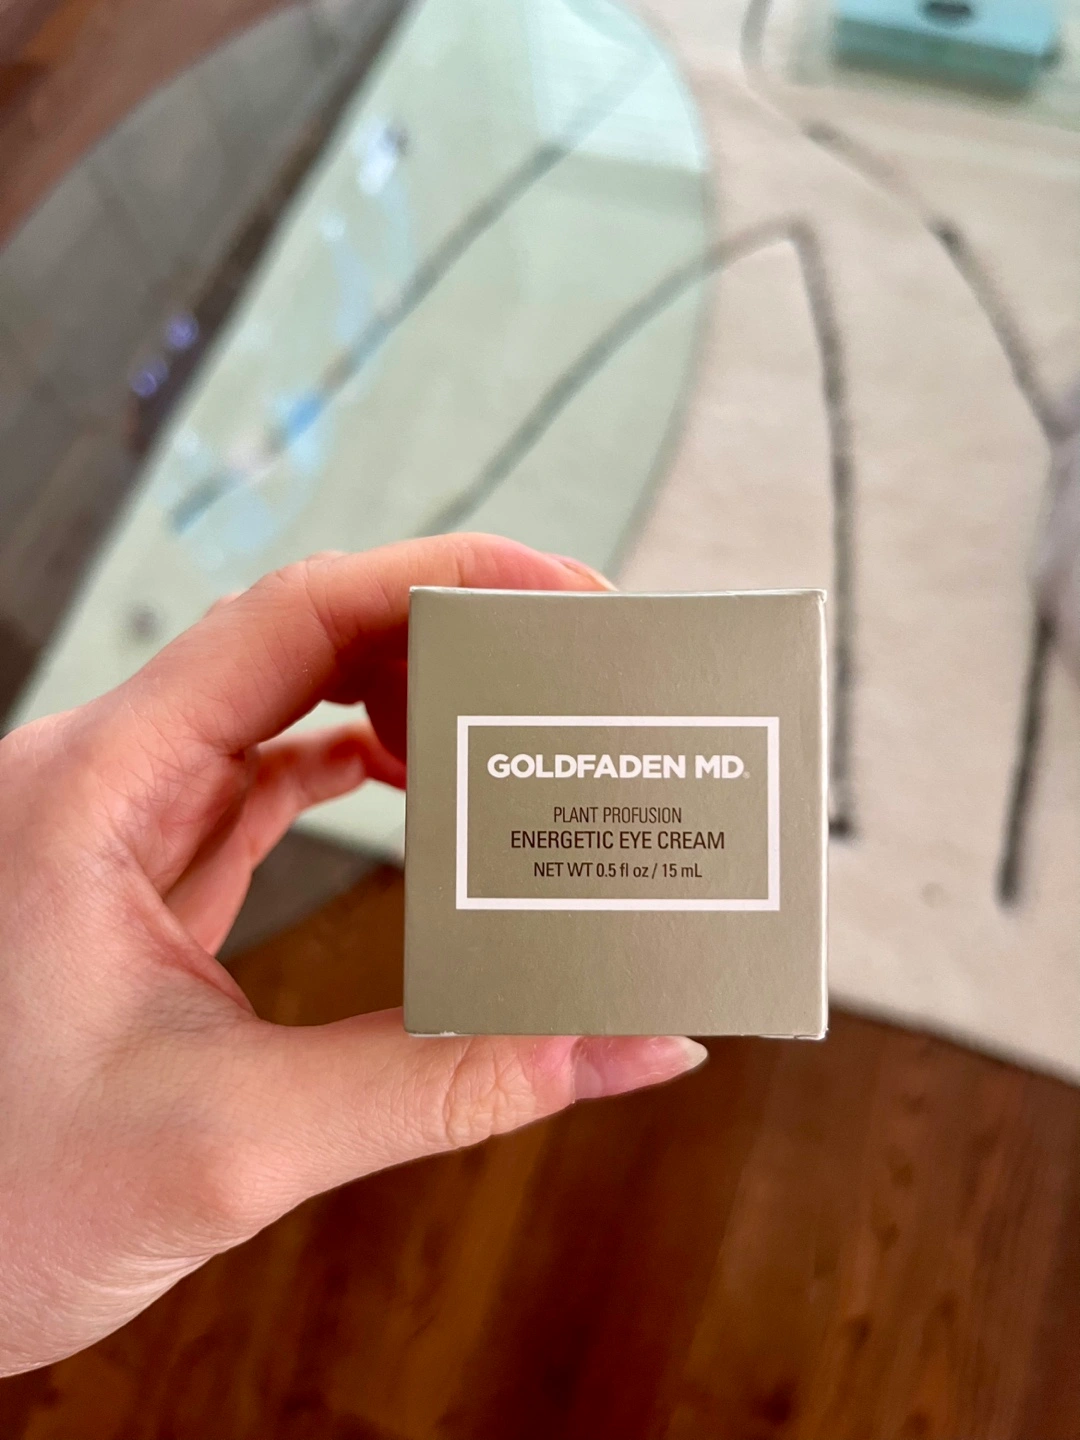 GOLDFADEN MD®
PLANT PROFUSION
ENERGETIC EYE CREAM
NET WT 0.5 fl oz / 15 mL